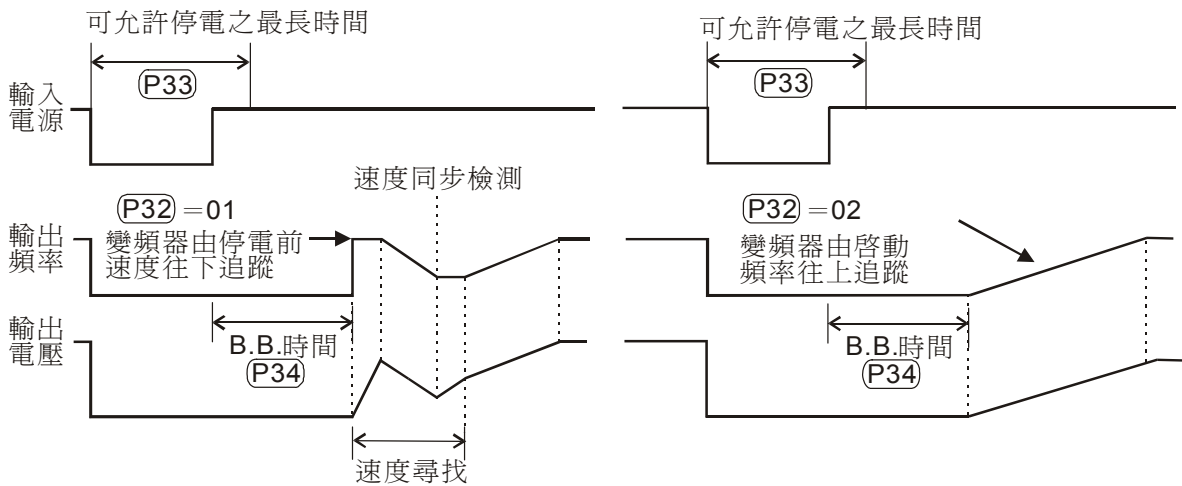 可允許停電之最長時間
P33
輸入
電源
速度同步檢測
P32=01
變頻器由停電前
速度往下追蹤
輸出
頻率
B.B.時間
P34
輸出
電壓
速度尋找
可允許停電之最長時間
P33
P32=02
變頻器由啓動
頻率往上追蹤
B.B.時間
P34